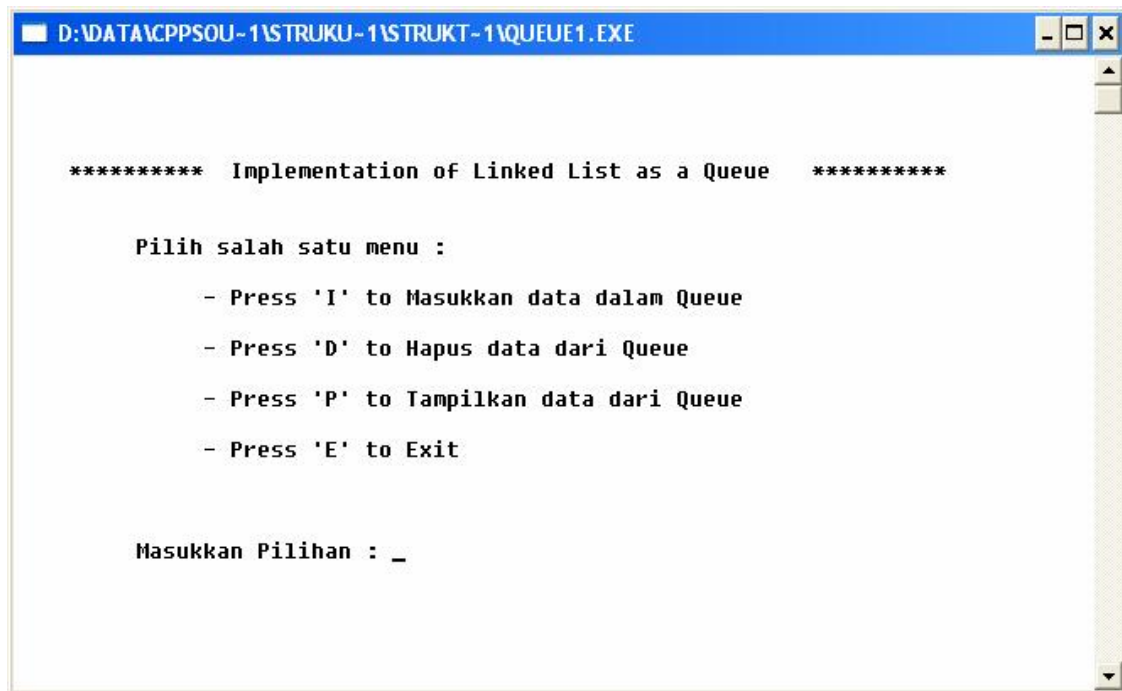 D:\DATA\CPPSOU~1\STRUKU~1\STRUKT~1\QUEUE1.EXE
********** Implementation of Linked List as a Queue **********
Pilih salah satu menu :
- Press 'I' to Masukkan data dalam Queue
- Press 'D' to Hapus data dari Queue
- Press 'P' to Tampilkan data dari Queue
- Press 'E' to Exit
Masukkan Pilihan : _